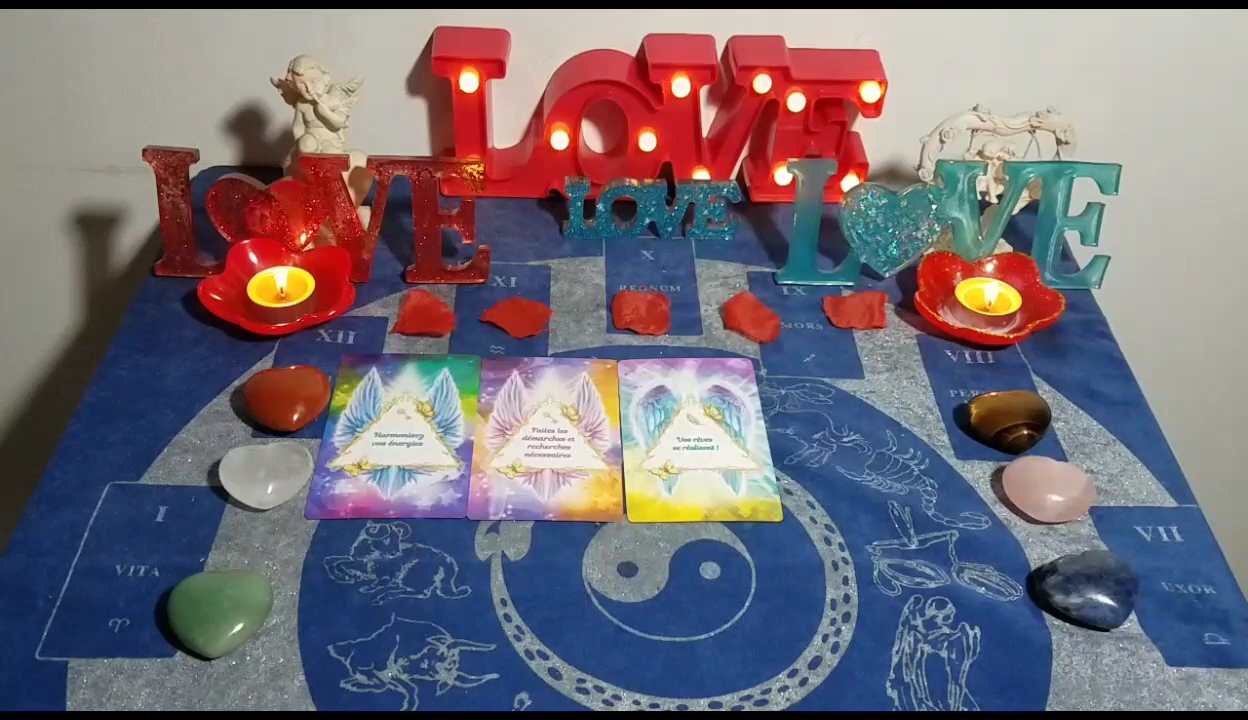 LOVE
LOVE
LOVE
LOVE
X
REGNUM
XI
IX
MORS
XII
VIII
Harmonisez
vos énergies
Faites les
démarches et
recherches
nécessaires
Vos rêves
se réalisent !
I
VITA
VII
UXOR